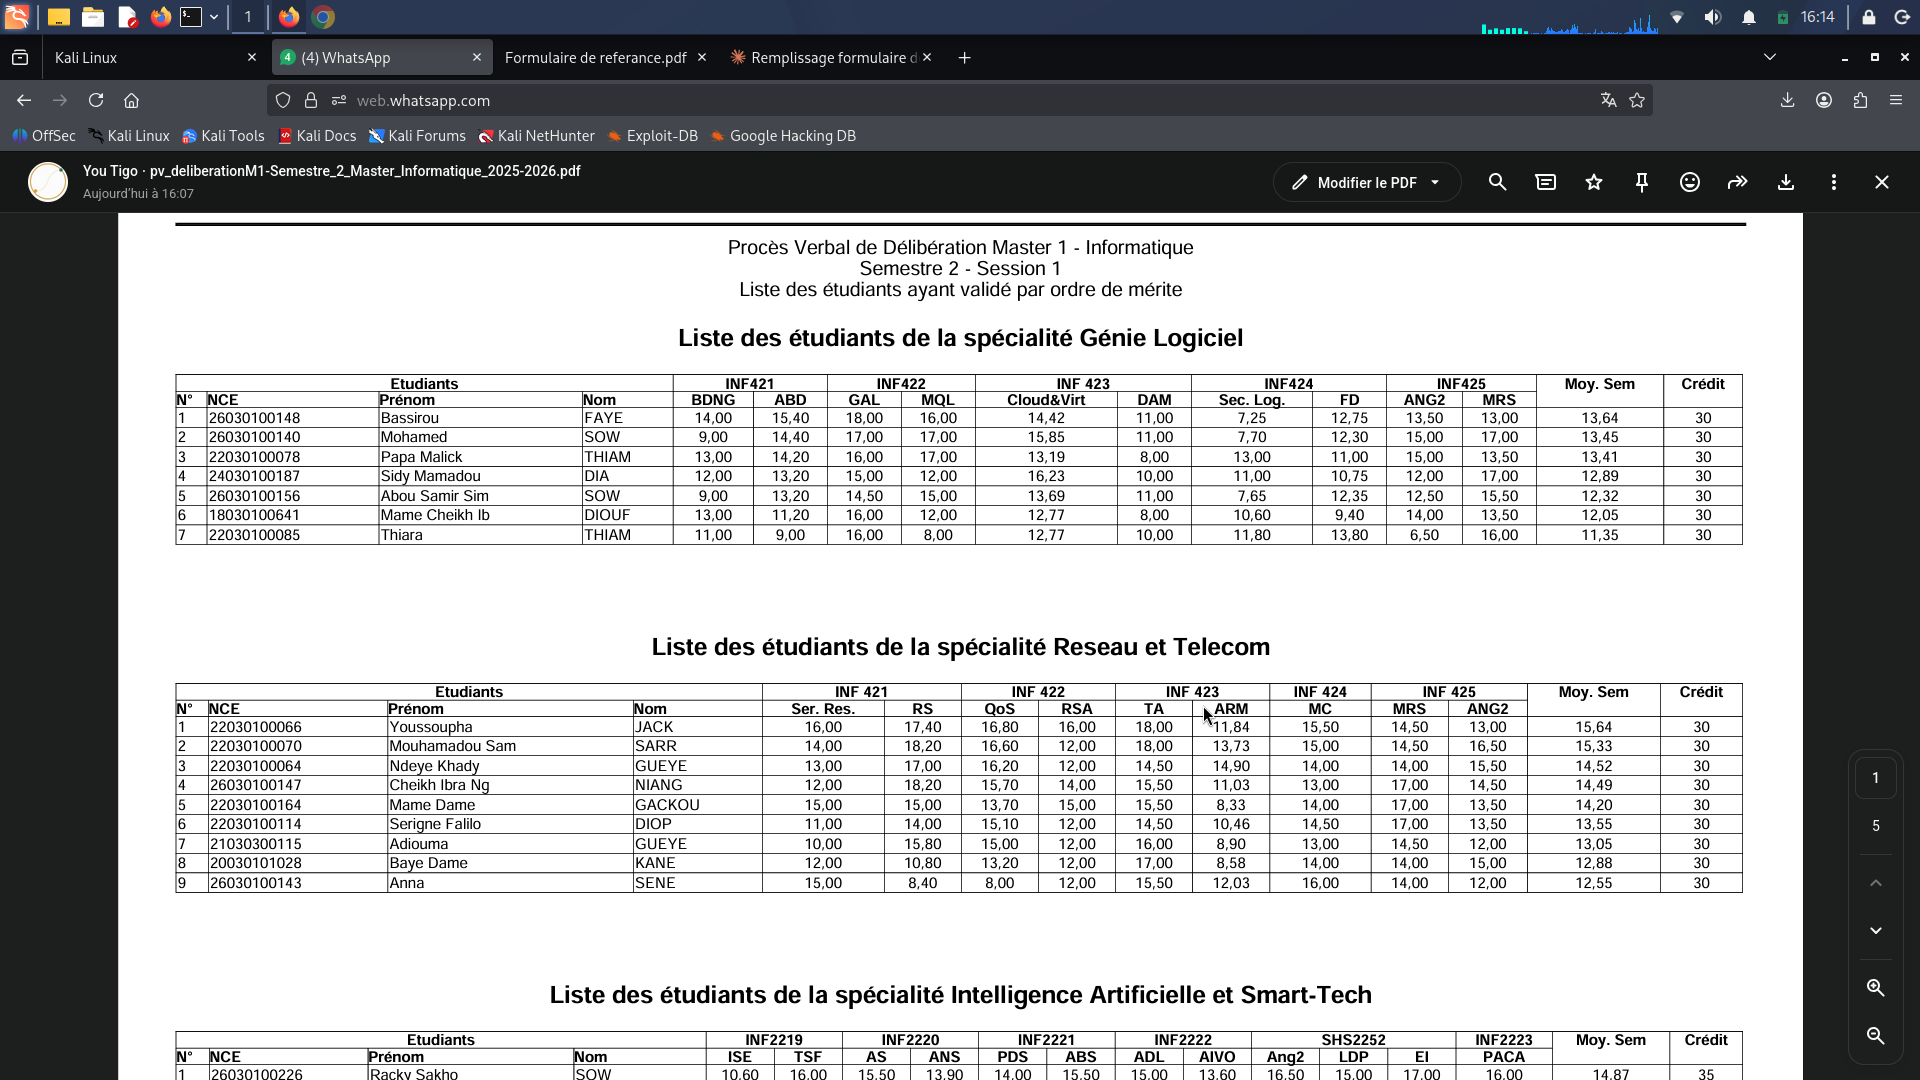 1
16:14
Kali Linux
4 (4) WhatsApp
Formulaire de referance.pdf
Remplissage formulaire d
web.whatsapp.com
OffSec Kali Linux Kali Tools Kali Docs Kali Forums Kali NetHunter Exploit-DB Google Hacking DB
You Tigo · pv_deliberationM1-Semestre_2_Master_Informatique_2025-2026.pdf
Aujourd'hui à 16:07
Modifier le PDF
Procès Verbal de Délibération Master 1 - Informatique
Semestre 2 - Session 1
Liste des étudiants ayant validé par ordre de mérite
Liste des étudiants de la spécialité Génie Logiciel
Etudiants INF421 INF422 INF 423 INF424 INF425 Moy. Sem Crédit
N° NCE Prénom Nom BDNG ABD GAL MQL Cloud&Virt DAM Sec. Log. FD ANG2 MRS
1 26030100148 Bassirou FAYE 14,00 15,40 18,00 16,00 14,42 11,00 7,25 12,75 13,50 13,00 13,64 30
2 26030100140 Mohamed SOW 9,00 14,40 17,00 17,00 15,85 11,00 7,70 12,30 15,00 17,00 13,45 30
3 22030100078 Papa Malick THIAM 13,00 14,20 16,00 17,00 13,19 8,00 13,00 11,00 15,00 13,50 13,41 30
4 24030100187 Sidy Mamadou DIA 12,00 13,20 15,00 12,00 16,23 10,00 11,00 10,75 12,00 17,00 12,89 30
5 26030100156 Abou Samir Sim SOW 9,00 13,20 14,50 15,00 13,69 11,00 7,65 12,35 12,50 15,50 12,32 30
6 18030100641 Mame Cheikh Ib DIOUF 13,00 11,20 16,00 12,00 12,77 8,00 10,60 9,40 14,00 13,50 12,05 30
7 22030100085 Thiara THIAM 11,00 9,00 16,00 8,00 12,77 10,00 11,80 13,80 6,50 16,00 11,35 30
Liste des étudiants de la spécialité Reseau et Telecom
Etudiants INF 421 INF 422 INF 423 INF 424 INF 425 Moy. Sem Crédit
N° NCE Prénom Nom Ser. Res. RS QoS RSA TA ARM MC MRS ANG2
1 22030100066 Youssoupha JACK 16,00 17,40 16,80 16,00 18,00 11,84 15,50 14,50 13,00 15,64 30
2 22030100070 Mouhamadou Sam SARR 14,00 18,20 16,60 12,00 18,00 13,73 15,00 14,50 16,50 15,33 30
3 22030100064 Ndeye Khady GUEYE 13,00 17,00 16,20 12,00 14,50 14,90 14,00 14,00 15,50 14,52 30
4 26030100147 Cheikh Ibra Ng NIANG 12,00 18,20 15,70 14,00 15,50 11,03 13,00 17,00 14,50 14,49 30
5 22030100164 Mame Dame GACKOU 15,00 15,00 13,70 15,00 15,50 8,33 14,00 17,00 13,50 14,20 30
6 22030100114 Serigne Falilo DIOP 11,00 14,00 15,10 12,00 14,50 10,46 14,50 17,00 13,50 13,55 30
7 21030300115 Adiouma GUEYE 10,00 15,80 15,00 12,00 16,00 8,90 13,00 14,50 12,00 13,05 30
8 20030101028 Baye Dame KANE 12,00 10,80 13,20 12,00 17,00 8,58 14,00 14,00 15,00 12,88 30
9 26030100143 Anna SENE 15,00 8,40 8,00 12,00 15,50 12,03 16,00 14,00 12,00 12,55 30
1
5
Liste des étudiants de la spécialité Intelligence Artificielle et Smart-Tech
Etudiants INF2219 INF2220 INF2221 INF2222 SHS2252 INF2223 Moy. Sem Crédit
N° NCE Prénom Nom ISE TSF AS ANS PDS ABS ADL AIVO Ang2 LDP EI PACA
1 26030100226 Racky Sakho SOW 10,60 16,00 15,50 13,90 14,00 15,50 15,00 13,60 16,50 15,00 17,00 16,00 14,87 35